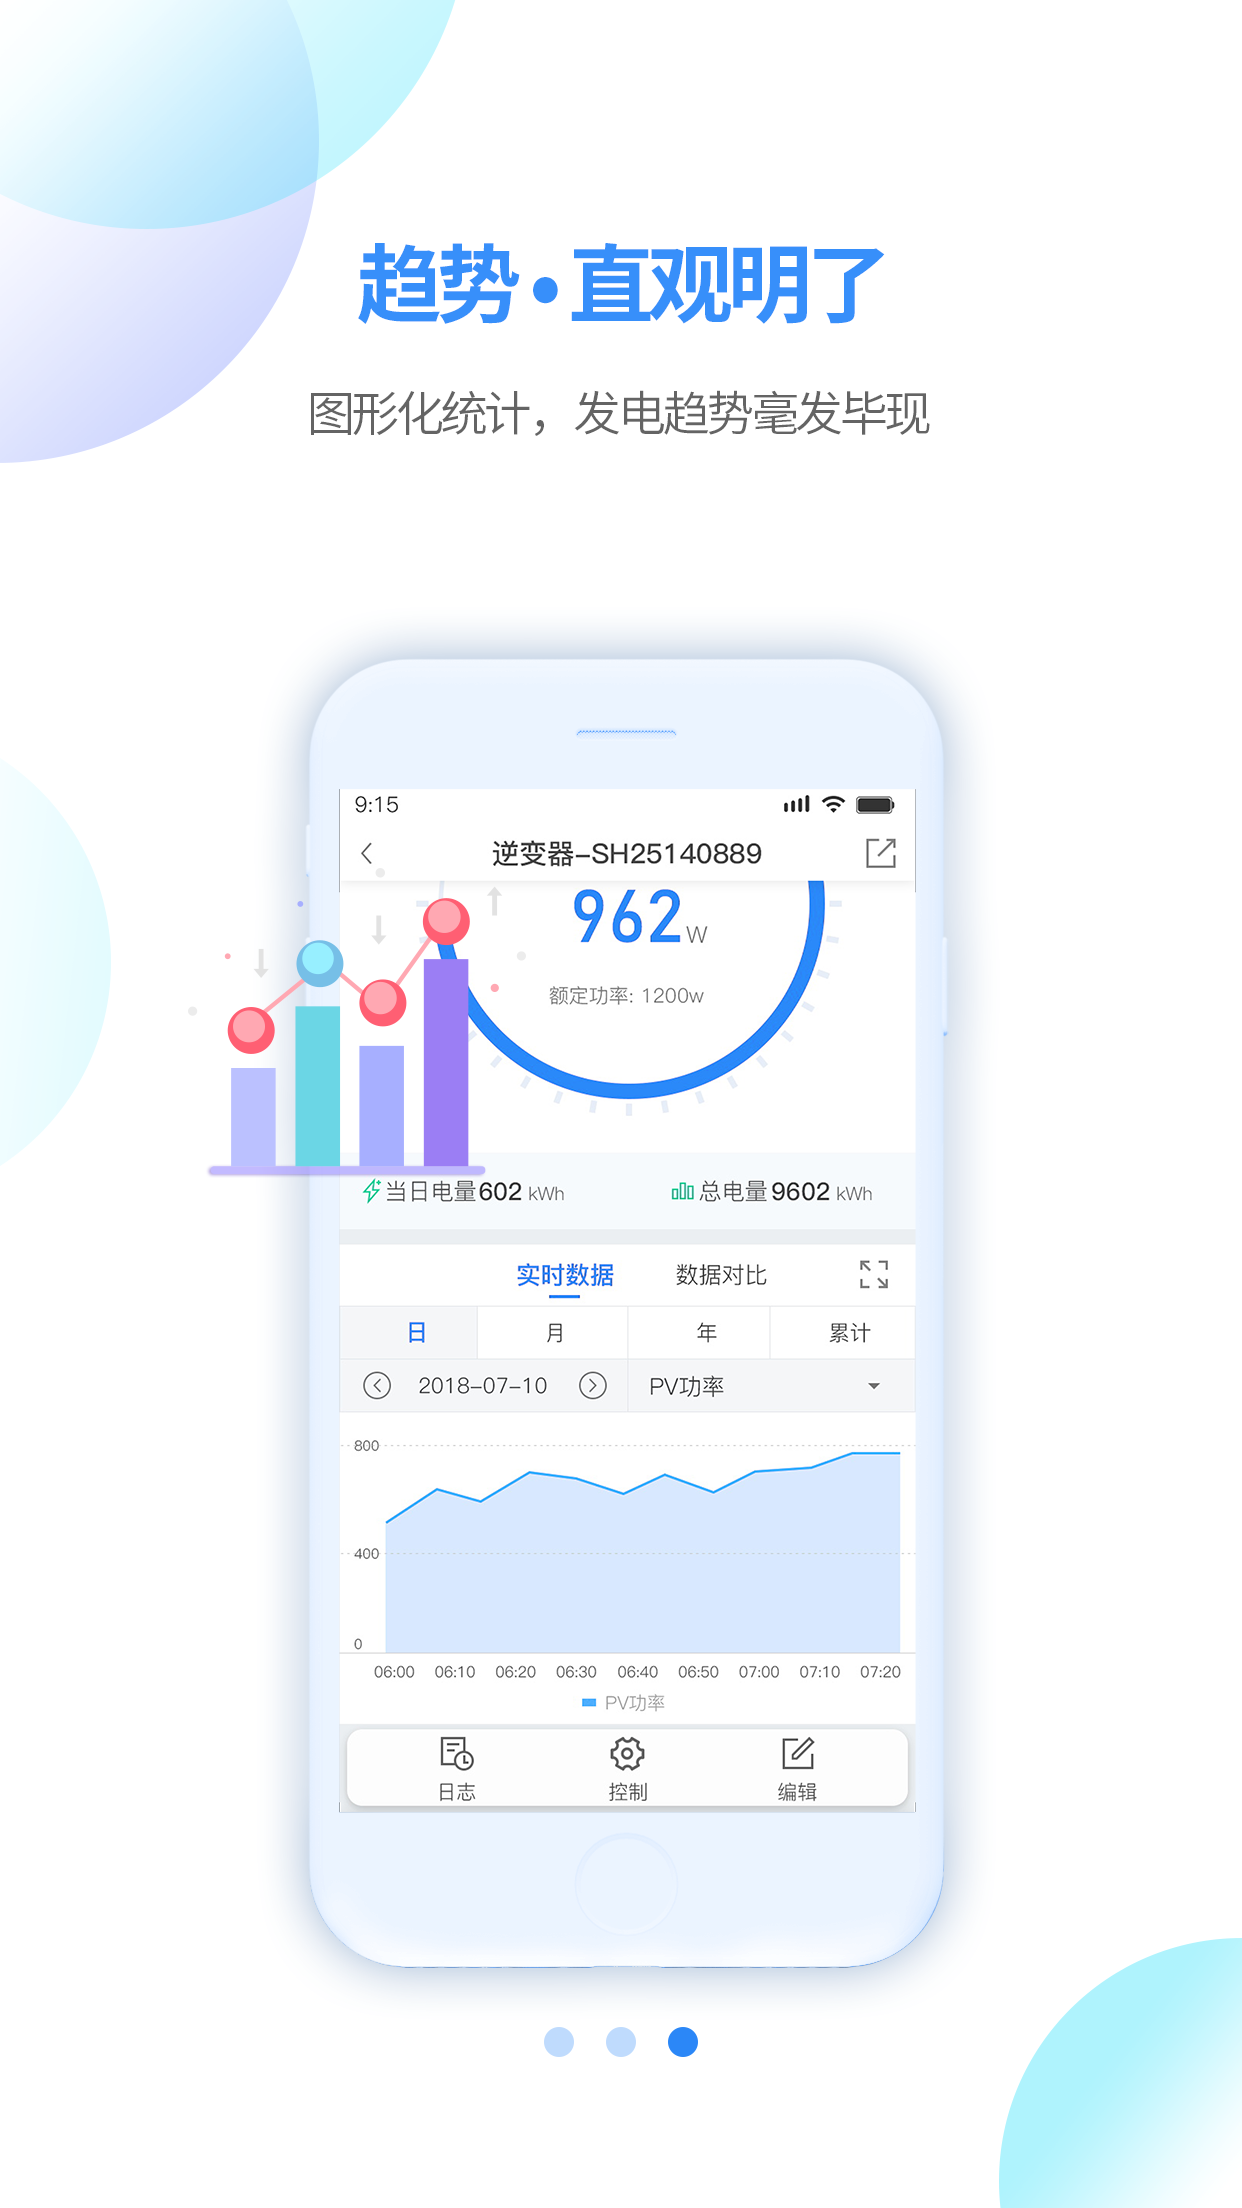 趋势·直观明了
图形化统计，发电趋势毫发毕现
9:15
逆变器-SH25140889
962 W
额定功率: 1200w
当日电量602 kWh 总电量9602 kWh
实时数据 数据对比
日 月 年 累计
2018-07-10 PV功率
800
400
0
06:00 06:10 06:20 06:30 06:40 06:50 07:00 07:10 07:20
PV功率
日志 控制 编辑